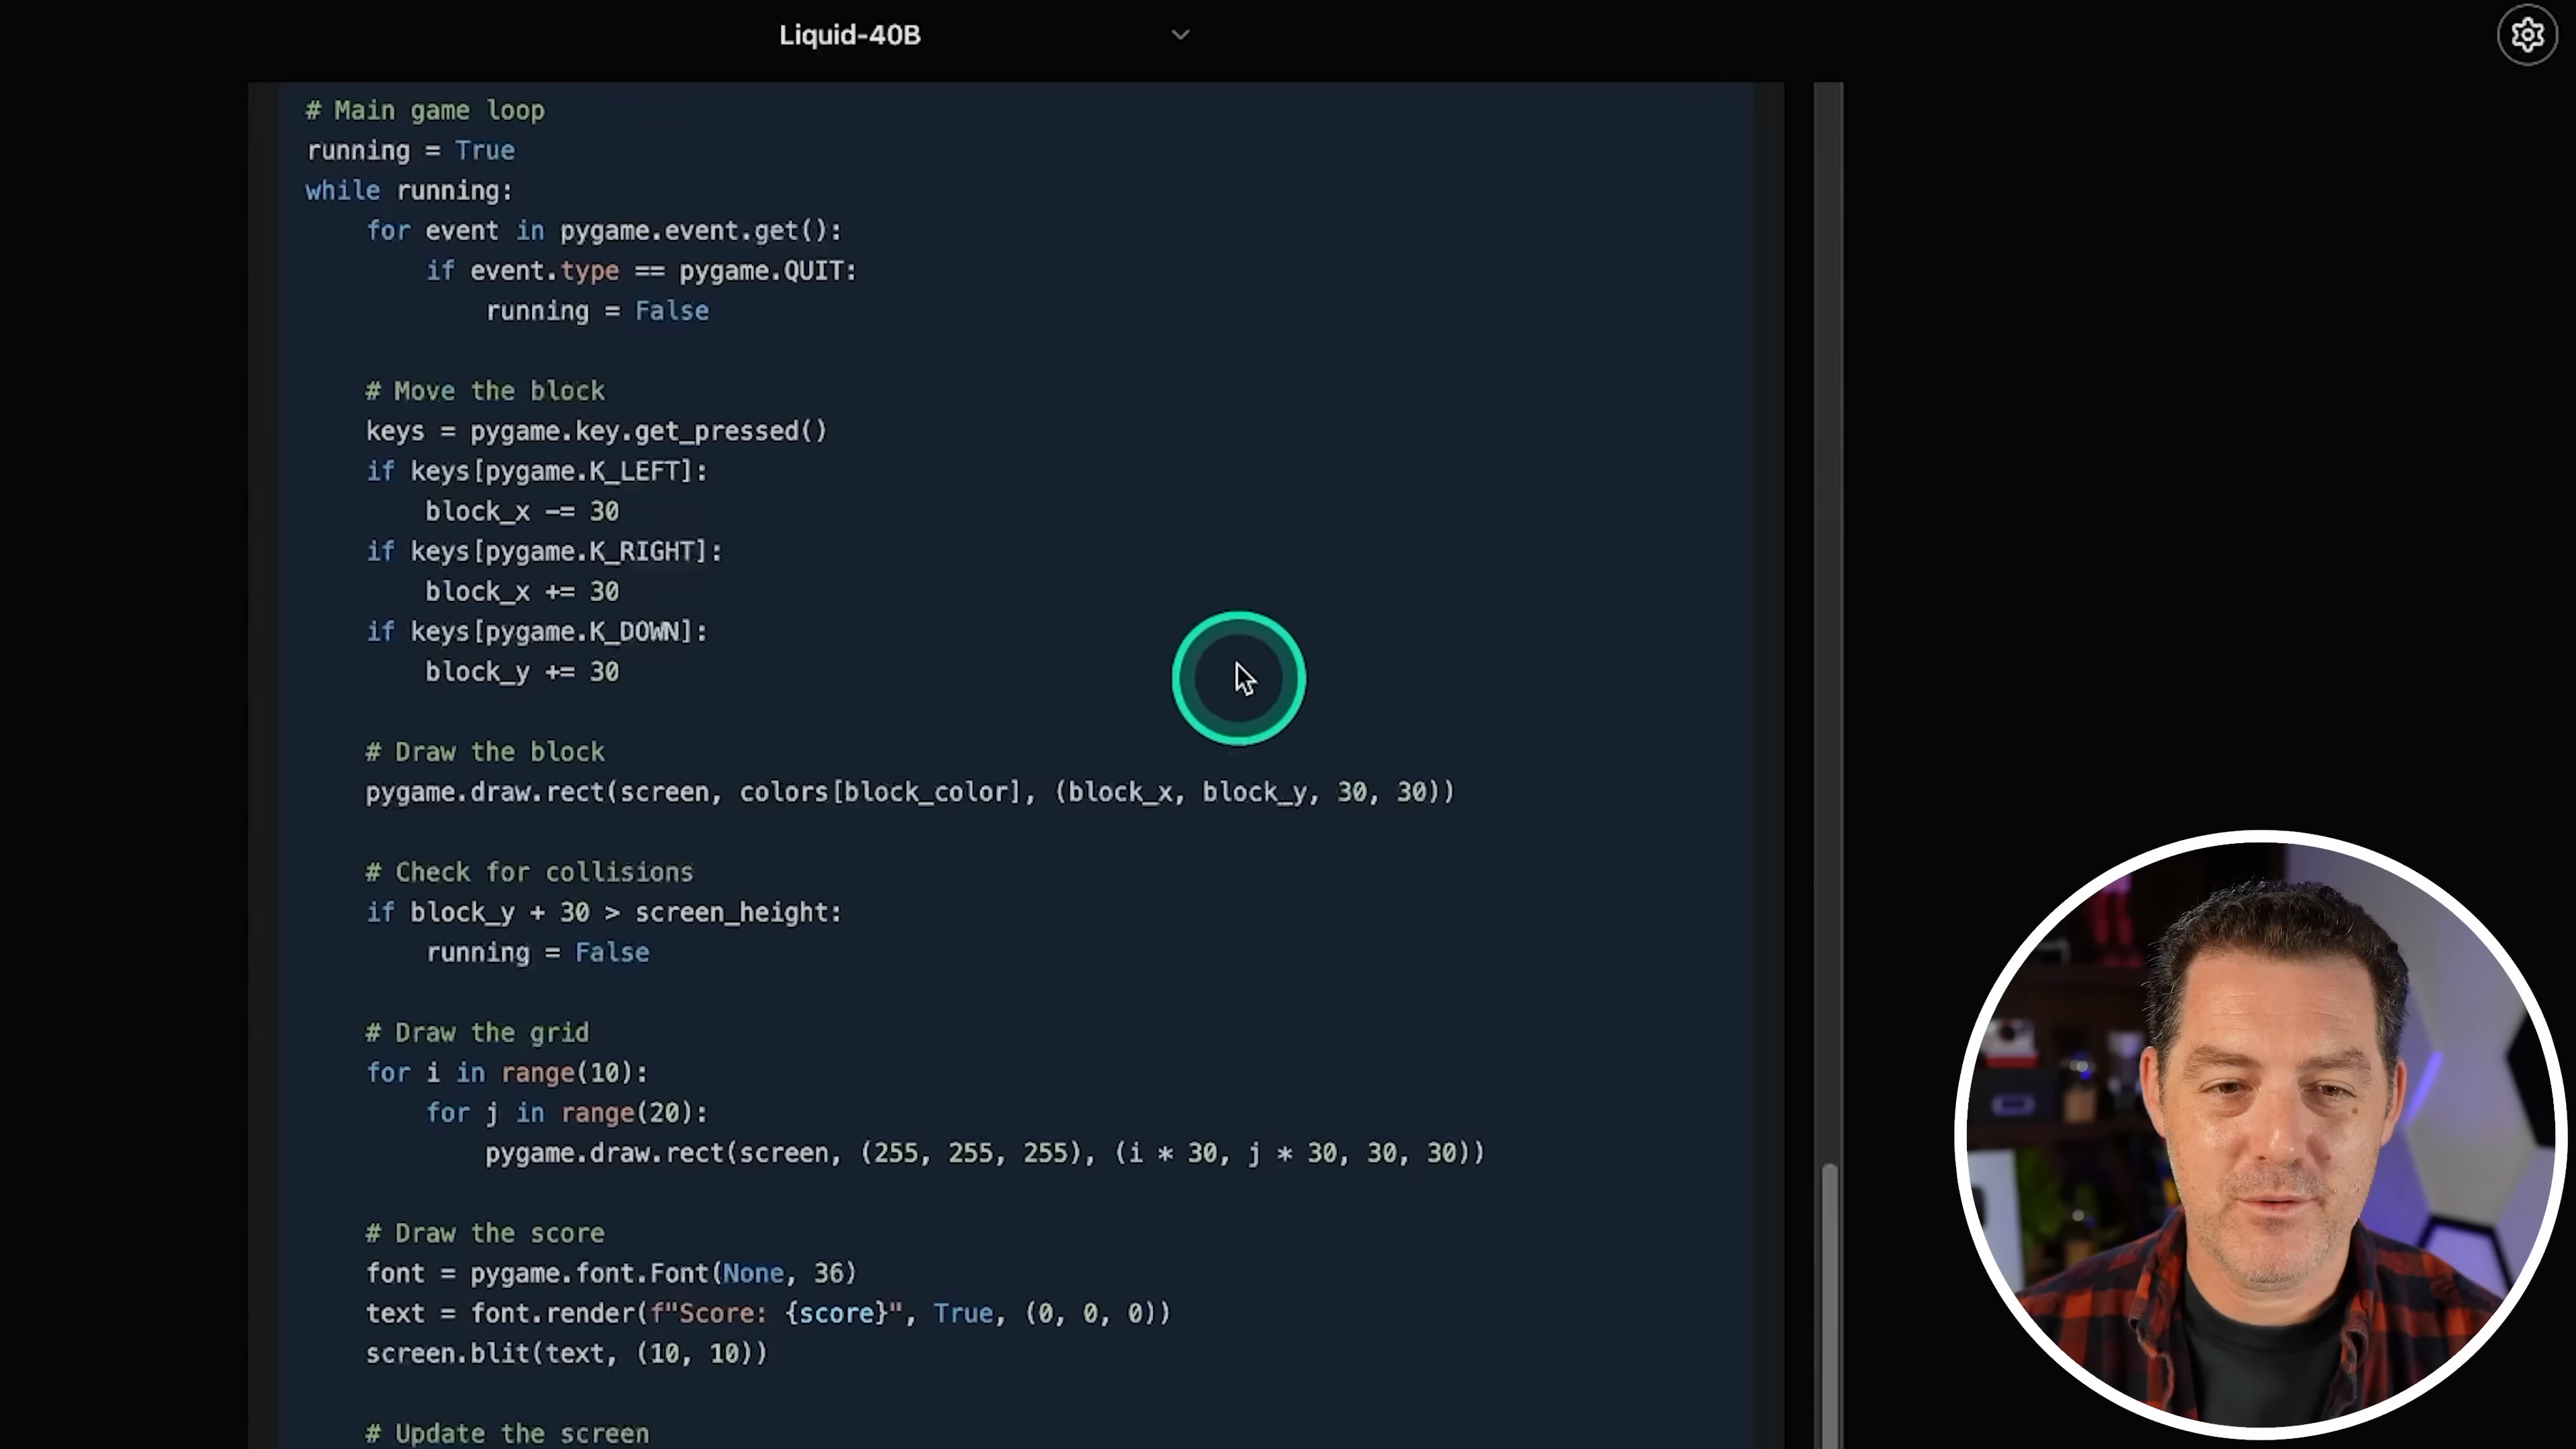 Liquid-40B
# Main game loop
running = True
while running:
    for event in pygame.event.get():
        if event.type == pygame.QUIT:
            running = False
    # Move the block
    keys = pygame.key.get_pressed()
    if keys[pygame.K_LEFT]:
        block_x -= 30
    if keys[pygame.K_RIGHT]:
        block_x += 30
    if keys[pygame.K_DOWN]:
        block_y += 30
    # Draw the block
    pygame.draw.rect(screen, colors[block_color], (block_x, block_y, 30, 30))
    # Check for collisions
    if block_y + 30 > screen_height:
        running = False
    # Draw the grid
    for i in range(10):
        for j in range(20):
            pygame.draw.rect(screen, (255, 255, 255), (i * 30, j * 30, 30, 30))
    # Draw the score
    font = pygame.font.Font(None, 36)
    text = font.render(f"Score: {score}", True, (0, 0, 0))
    screen.blit(text, (10, 10))
    # Update the screen